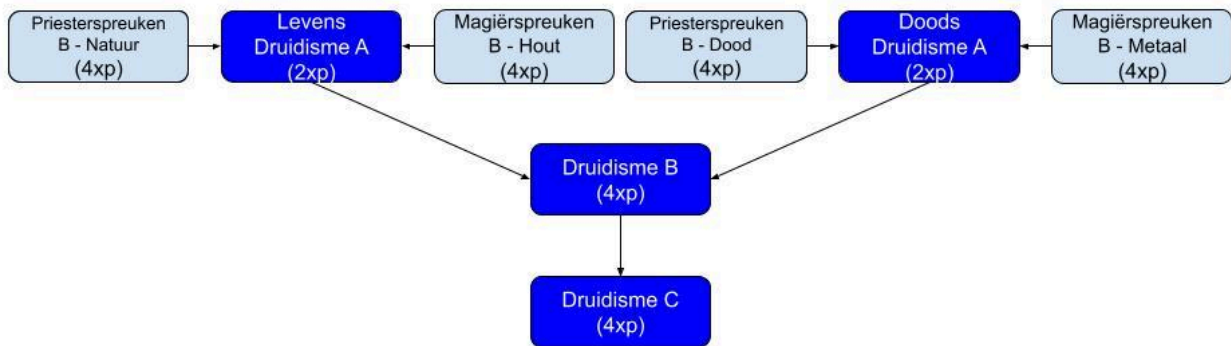 Priesterspreuken
B - Natuur
(4xp)
Levens
Druidisme A
(2xp)
Magiërspreuken
B - Hout
(4xp)
Priesterspreuken
B - Dood
(4xp)
Doods
Druidisme A
(2xp)
Magiërspreuken
B - Metaal
(4xp)
Druidisme B
(4xp)
Druidisme C
(4xp)